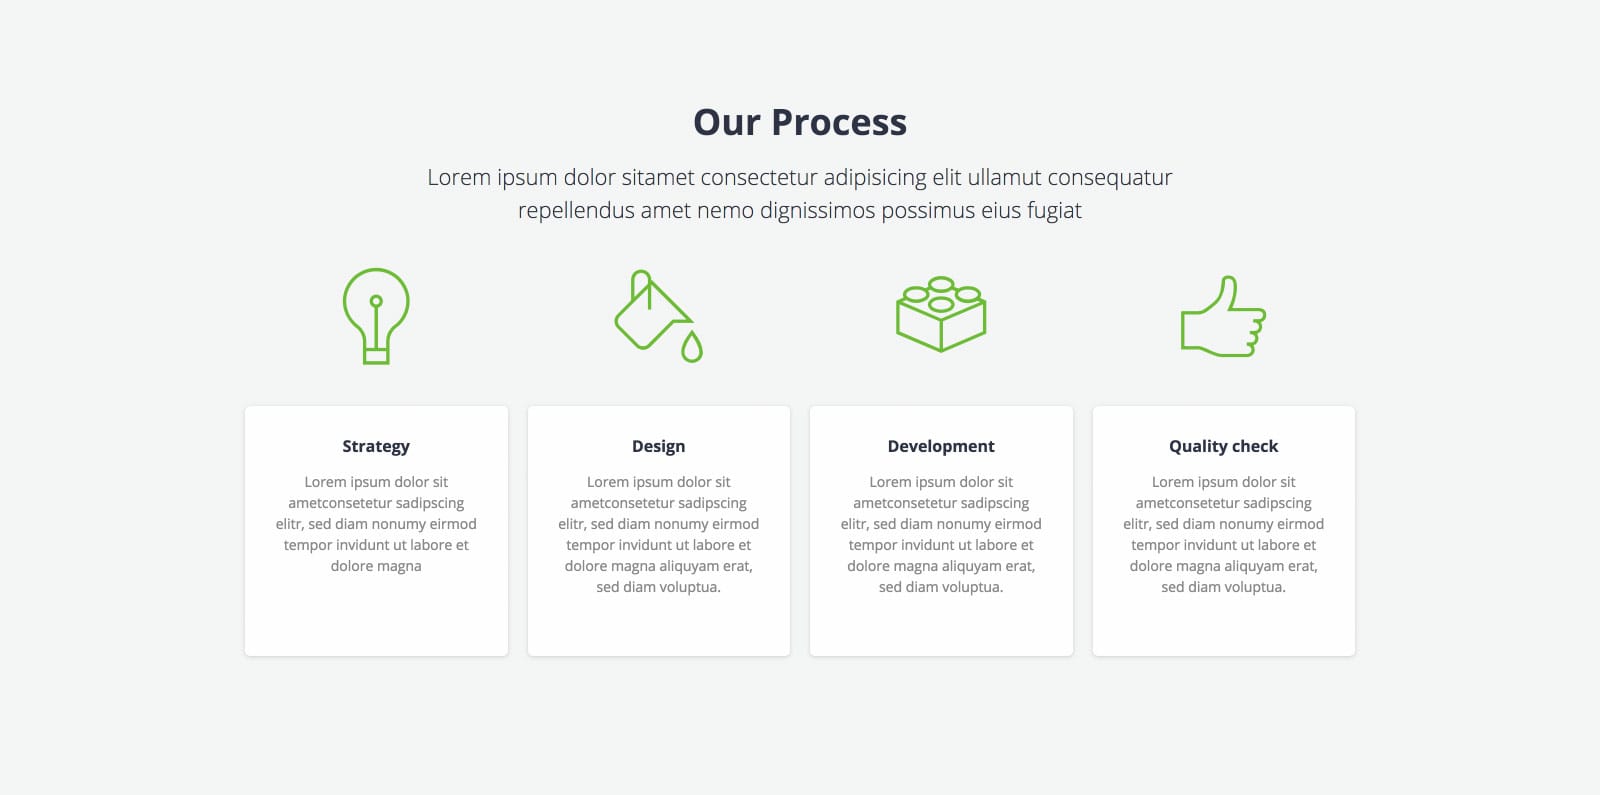 Our Process
Lorem ipsum dolor sitamet consectetur adipisicing elit ullamut consequatur
repellendus amet nemo dignissimos possimus eius fugiat
Strategy
Lorem ipsum dolor sit
ametconsetetur sadipscing
elitr, sed diam nonumy eirmod
tempor invidunt ut labore et
dolore magna
Design
Lorem ipsum dolor sit
ametconsetetur sadipscing
elitr, sed diam nonumy eirmod
tempor invidunt ut labore et
dolore magna aliquyam erat,
sed diam voluptua.
Development
Lorem ipsum dolor sit
ametconsetetur sadipscing
elitr, sed diam nonumy eirmod
tempor invidunt ut labore et
dolore magna aliquyam erat,
sed diam voluptua.
Quality check
Lorem ipsum dolor sit
ametconsetetur sadipscing
elitr, sed diam nonumy eirmod
tempor invidunt ut labore et
dolore magna aliquyam erat,
sed diam voluptua.